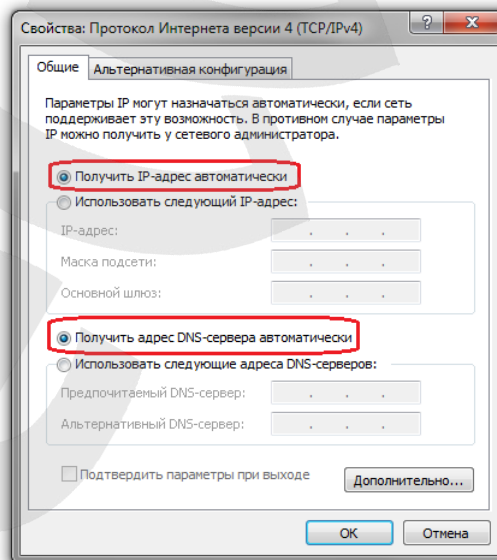 Свойства: Протокол Интернета версии 4 (TCP/IPv4)
Общие
Альтернативная конфигурация
Параметры IP могут назначаться автоматически, если сеть
поддерживает эту возможность. В противном случае параметры
IP можно получить у сетевого администратора.
Получить IP-адрес автоматически
Использовать следующий IP-адрес:
IP-адрес:
Маска подсети:
Основной шлюз:
Получить адрес DNS-сервера автоматически
Использовать следующие адреса DNS-серверов:
Предпочитаемый DNS-сервер:
Альтернативный DNS-сервер:
Подтвердить параметры при выходе
Дополнительно...
ОК
Отмена